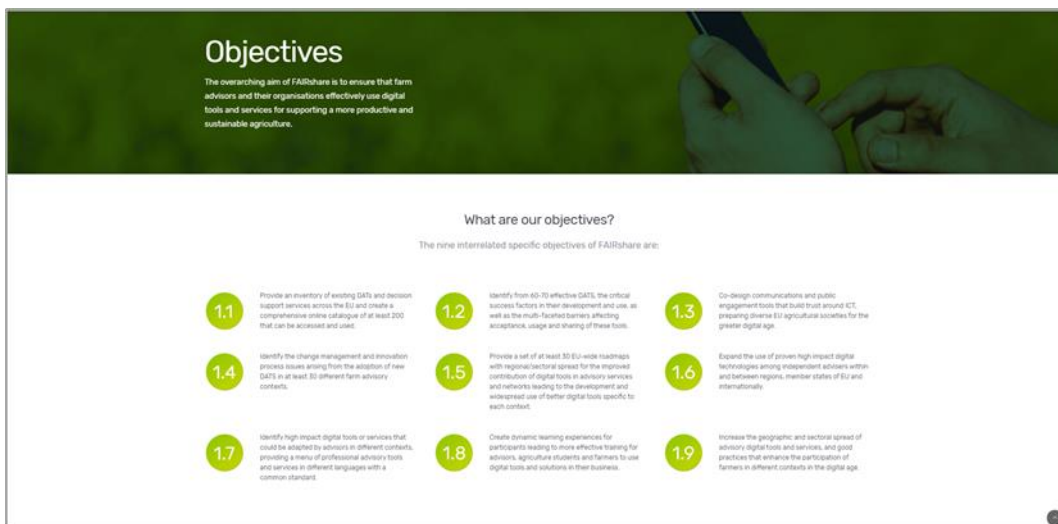 Objectives
The overarching aim of FAIRshare is to ensure that farm
advisors and their organisations effectively use digital
tools and services for supporting a more productive and
sustainable agriculture.
What are our objectives?
The nine interrelated specific objectives of FAIRshare are:
1.1
Provide an inventory of existing DATs and decision
support services across the EU and create a
comprehensive online catalogue of at least 200
that can be accessed and used.
1.2
Identify from 60-70 effective DATS, the critical
success factors in their development and use, as
well as the multi-faceted barriers affecting
acceptance, usage and sharing of these tools.
1.3
Co-design communications and public
engagement tools that build trust around ICT,
preparing diverse EU agricultural societies for the
greater digital age.
1.4
Identify the change management and innovation
process issues arising from the adoption of new
DATS in at least 30 different farm advisory
contexts.
1.5
Provide a set of at least 30 EU-wide roadmaps
with regional/sectoral spread for the improved
contribution of digital tools in advisory services
and networks leading to the development and
widespread use of better digital tools specific to
each context.
1.6
Expand the use of proven high impact digital
technologies among independent advisers within
and between regions, member states of EU and
internationally.
1.7
Identify high impact digital tools or services that
could be adapted by advisors in different contexts,
providing a menu of professional advisory tools
and services in different languages with a
common standard.
1.8
Create dynamic learning experiences for
participants leading to more effective training for
advisors, agriculture students and farmers to use
digital tools and solutions in their business.
1.9
Increase the geographic and sectoral spread of
advisory digital tools and services, and good
practices that enhance the participation of
farmers in different contexts in the digital age.